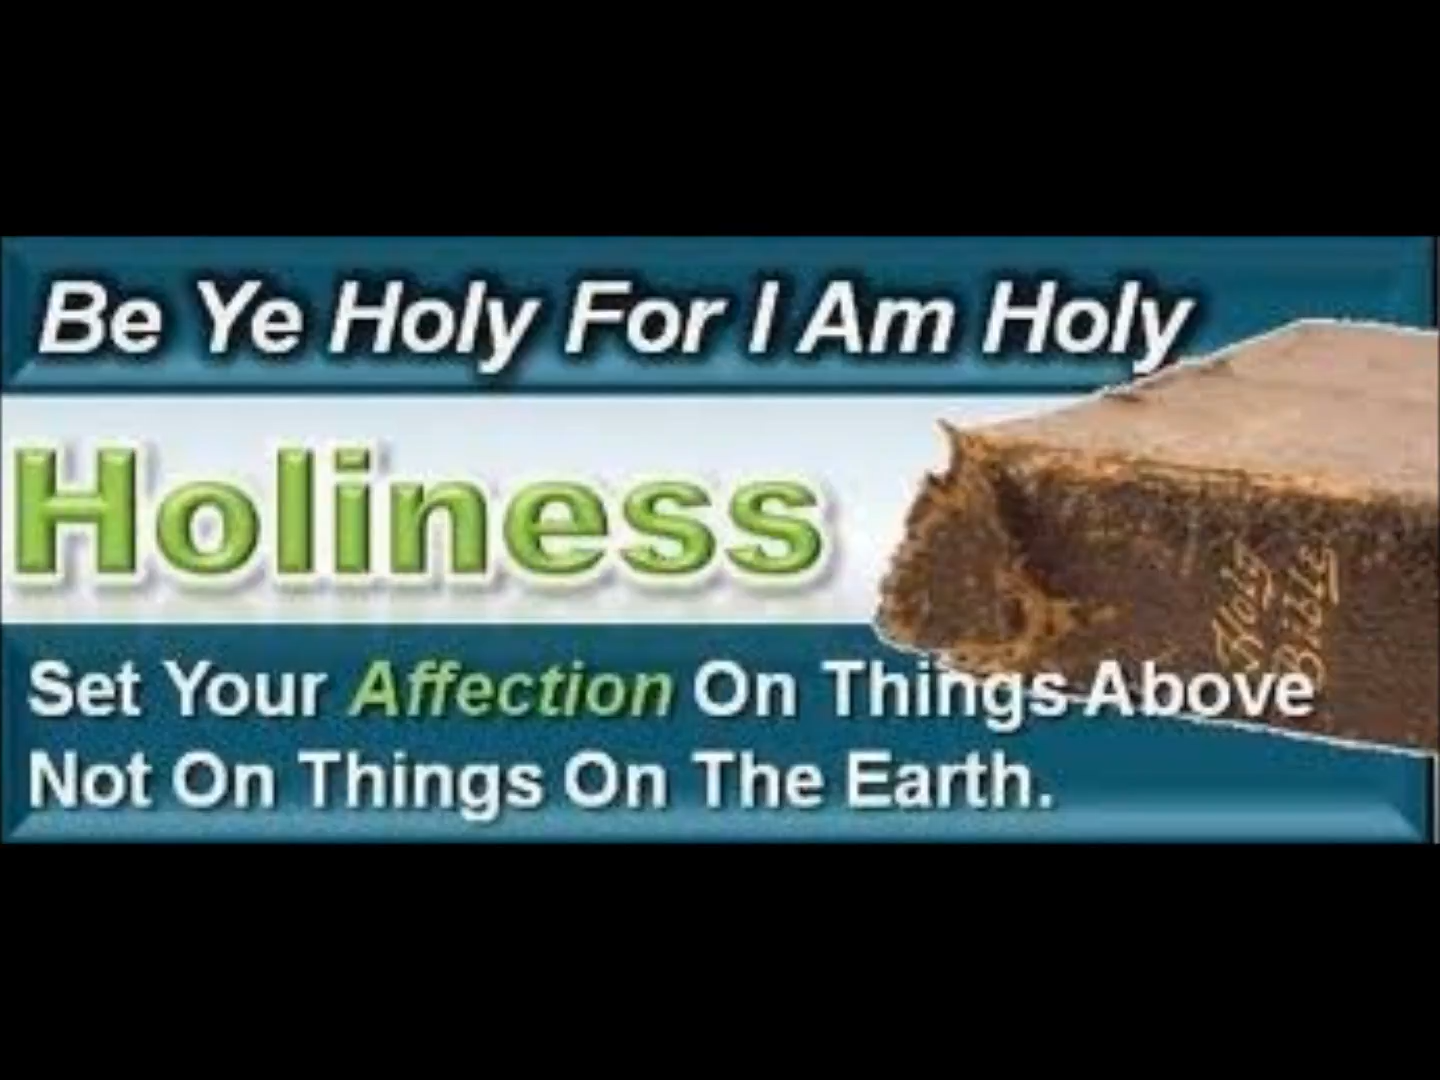 Be Ye Holy For I Am Holy
Holiness
Holy
Bible
Set Your Affection On Things Above
Not On Things On The Earth.